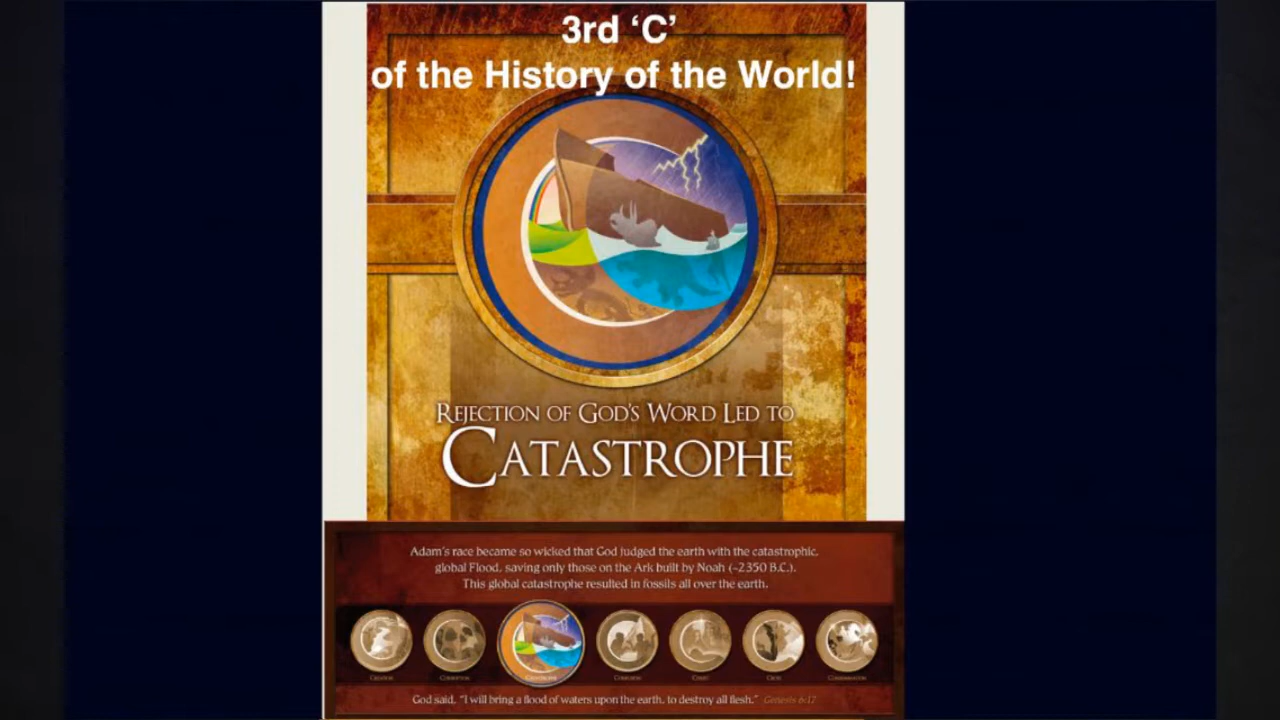 3rd ‘C’
of the History of the World!
REJECTION OF GOD'S WORD LED TO
CATASTROPHE
Adam's race became so wicked that God judged the earth with the catastrophic,
global Flood, saving only those on the Ark built by Noah (~2350 B.C.).
This global catastrophe resulted in fossils all over the earth.
God said, “I will bring a flood of waters upon the earth, to destroy all flesh.” Genesis 6:17